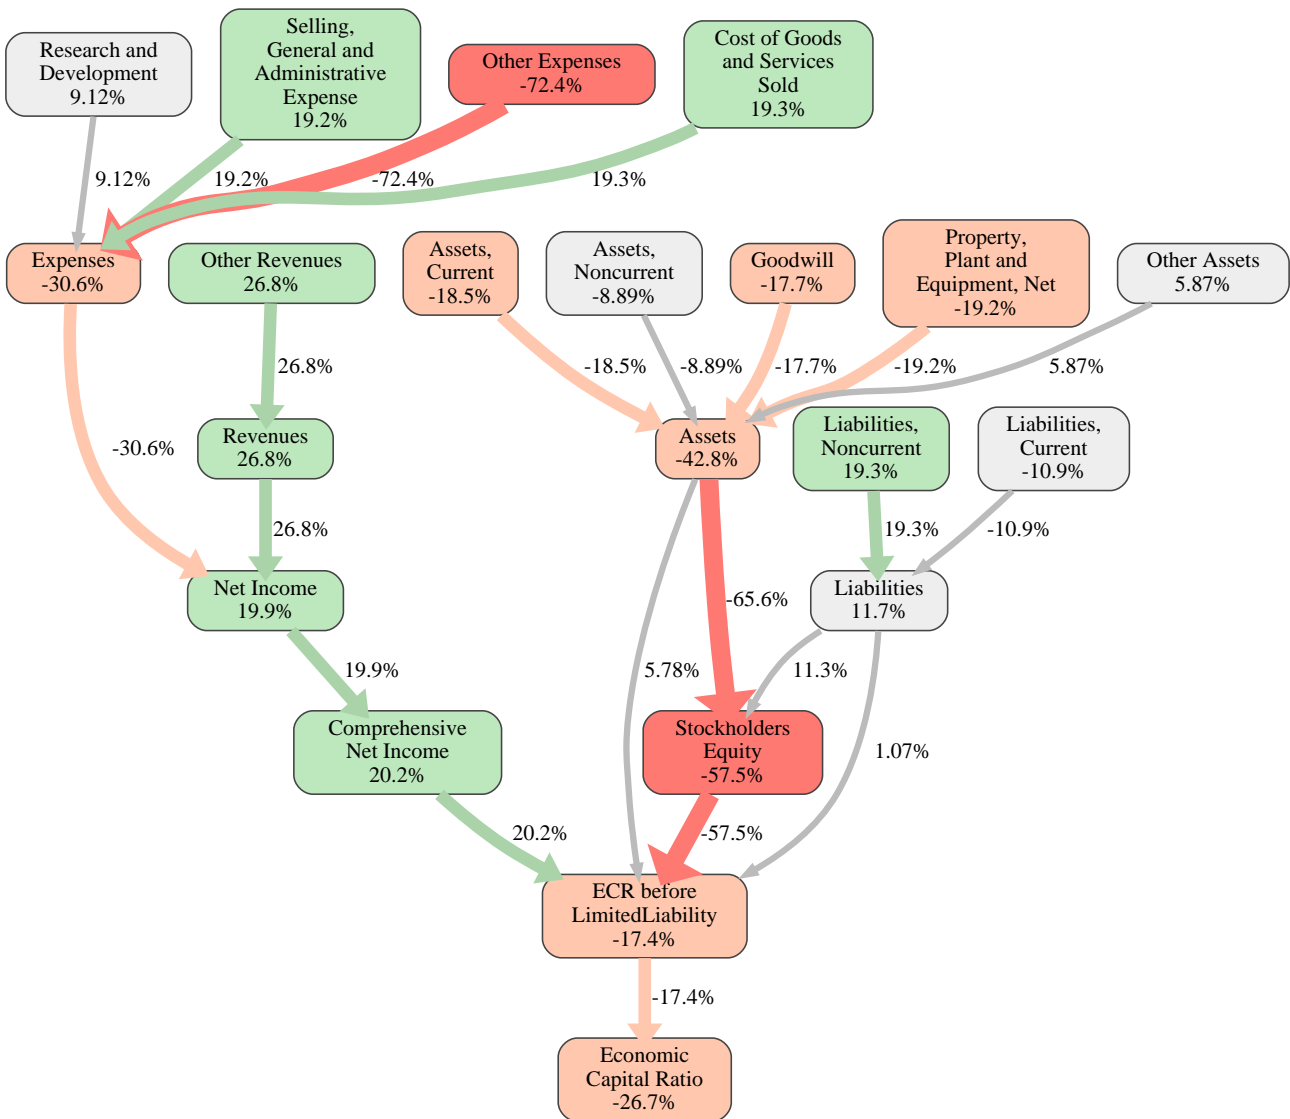 Research and
Development
9.12%
Selling,
General and
Administrative
Expense
19.2%
Other Expenses
-72.4%
Cost of Goods
and Services
Sold
19.3%
9.12%
19.2%
-72.4%
19.3%
Expenses
-30.6%
Other Revenues
26.8%
Assets,
Current
-18.5%
Assets,
Noncurrent
-8.89%
Goodwill
-17.7%
Property,
Plant and
Equipment, Net
-19.2%
Other Assets
5.87%
26.8%
-18.5%
-8.89%
-17.7%
-19.2%
5.87%
-30.6%
Revenues
26.8%
Assets
-42.8%
Liabilities,
Noncurrent
19.3%
Liabilities,
Current
-10.9%
26.8%
19.3%
-10.9%
Net Income
19.9%
-65.6%
Liabilities
11.7%
19.9%
5.78%
11.3%
1.07%
Comprehensive
Net Income
20.2%
Stockholders
Equity
-57.5%
20.2%
-57.5%
ECR before
LimitedLiability
-17.4%
-17.4%
Economic
Capital Ratio
-26.7%